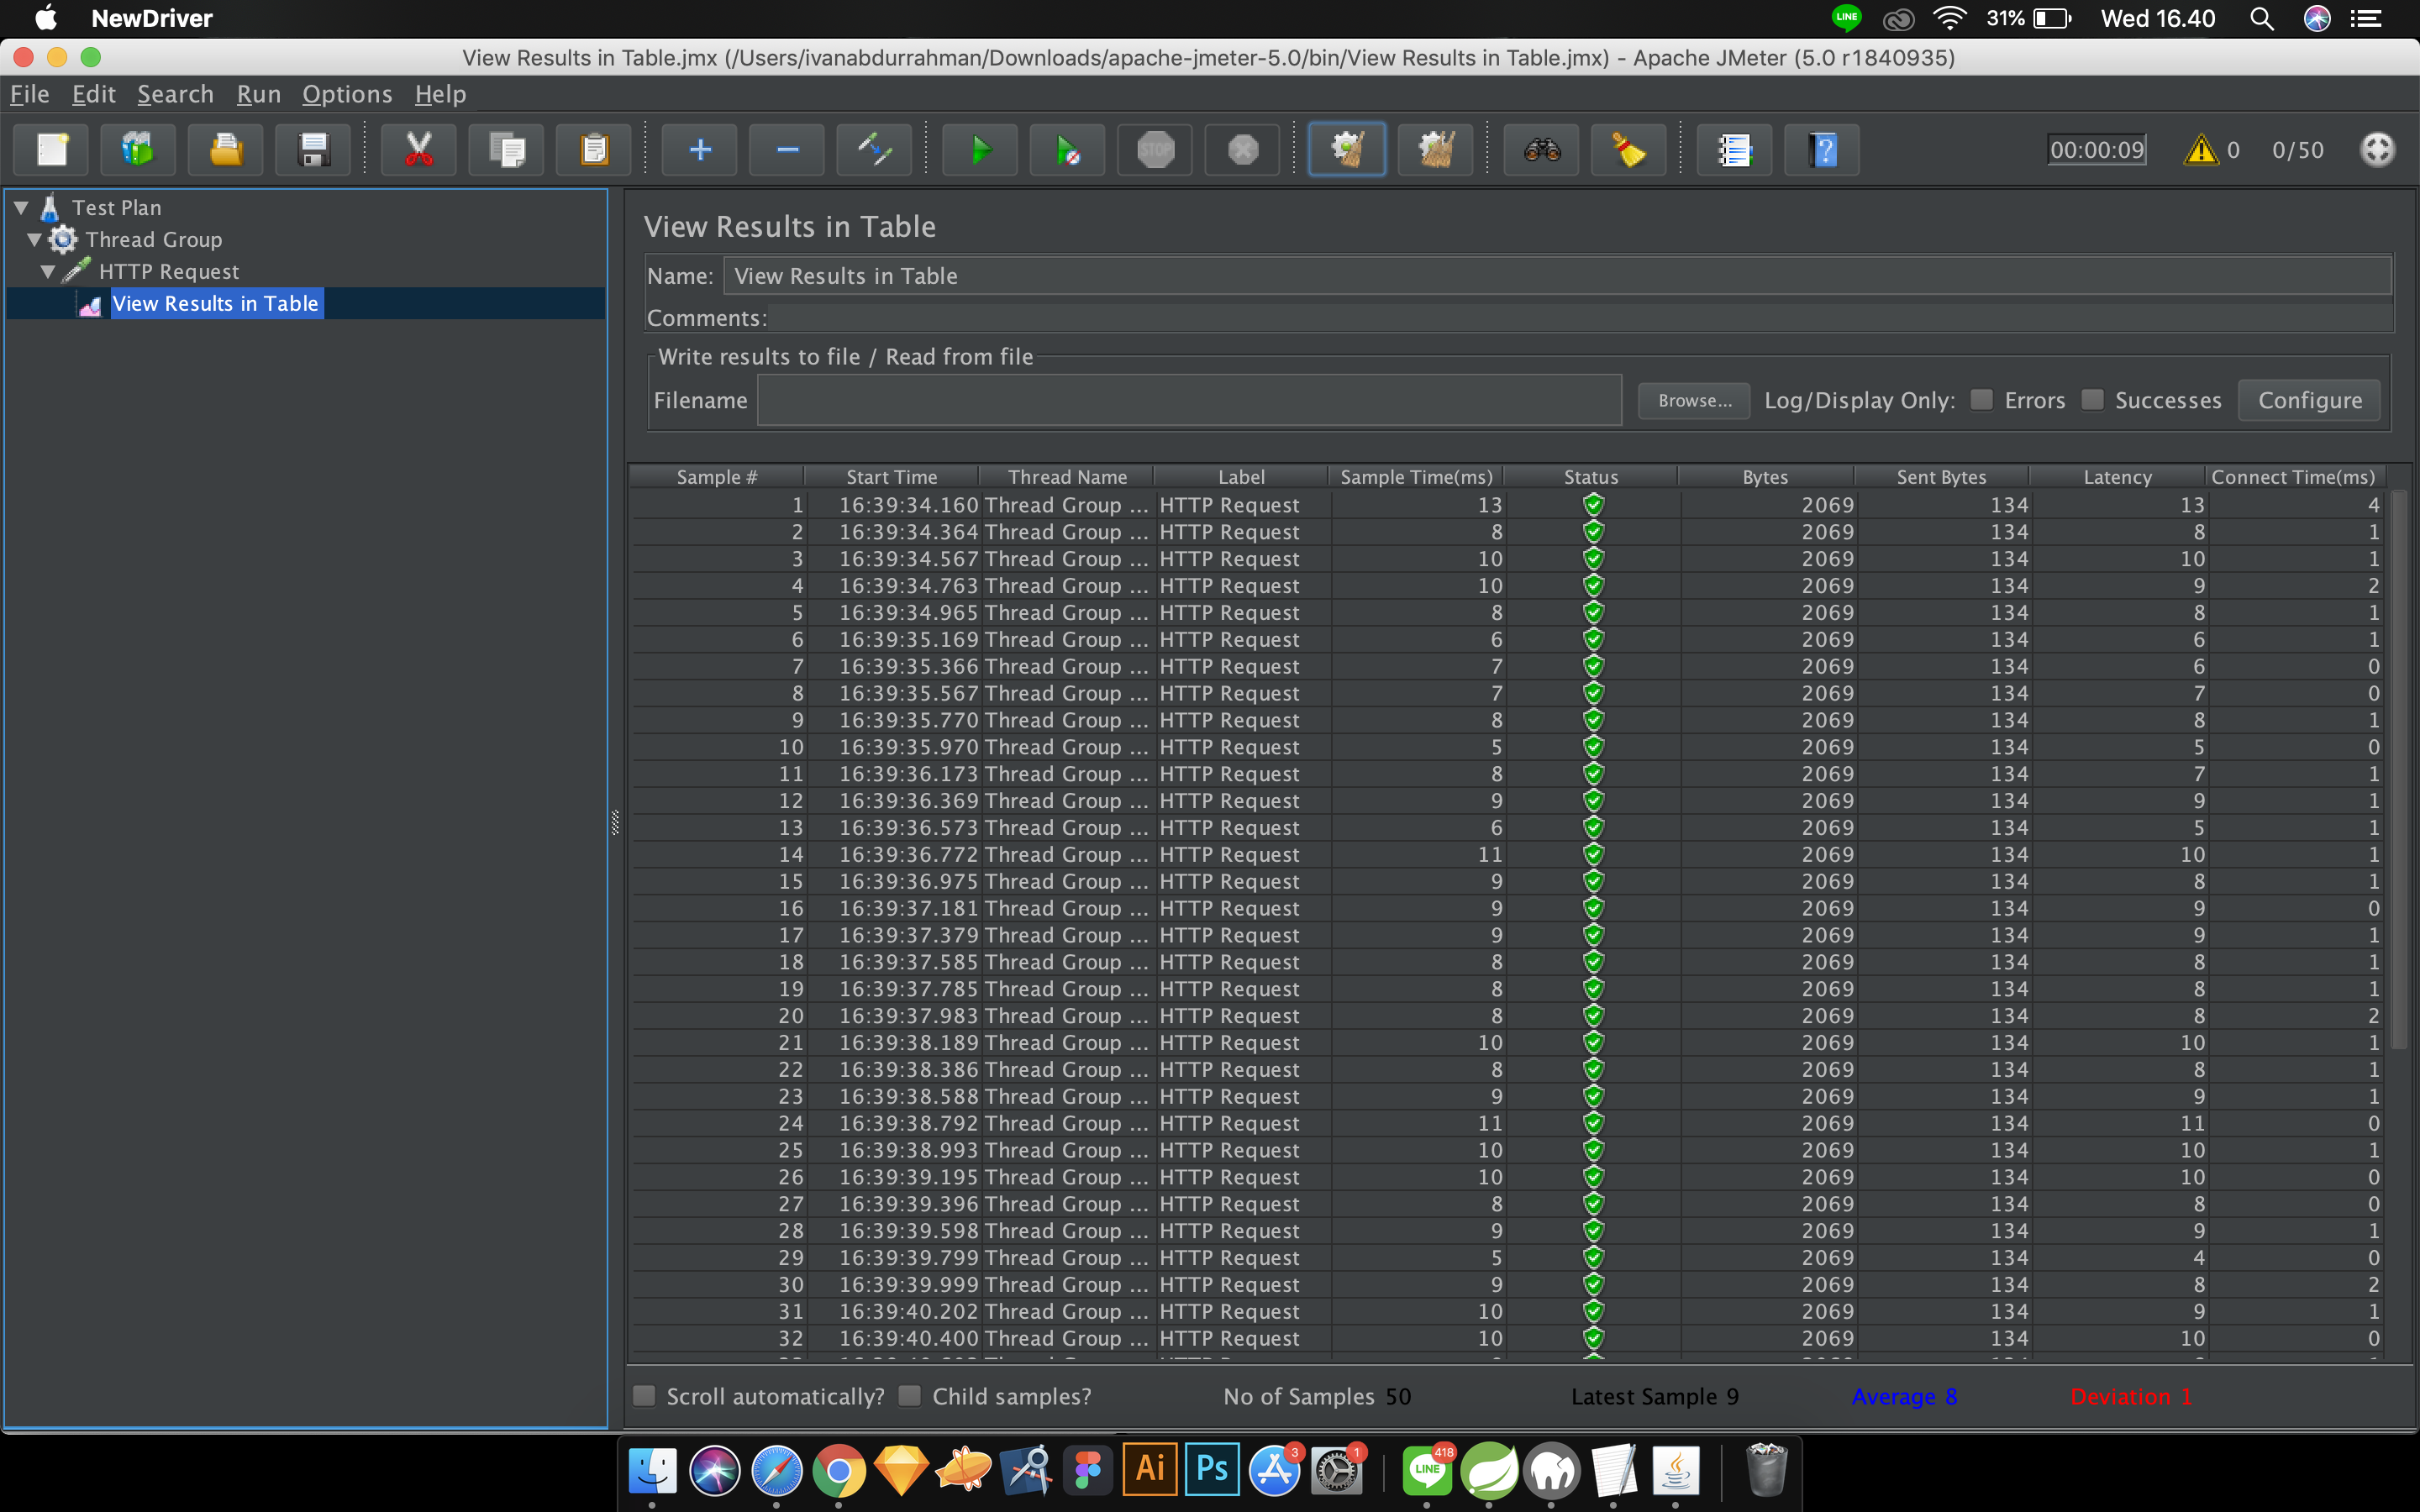 NewDriver LINE 31% Wed 16.40
View Results in Table.jmx (/Users/ivanabdurrahman/Downloads/apache-jmeter-5.0/bin/View Results in Table.jmx) - Apache JMeter (5.0 r1840935)
File Edit Search Run Options Help
STOP 00:00:09 0 0/50
Test Plan
Thread Group
HTTP Request
View Results in Table
View Results in Table
Name: View Results in Table
Comments:
Write results to file / Read from file
Filename Browse... Log/Display Only: Errors Successes Configure
Sample # Start Time Thread Name Label Sample Time(ms) Status Bytes Sent Bytes Latency Connect Time(ms)
1 16:39:34.160 Thread Group ... HTTP Request 13 2069 134 13 4
2 16:39:34.364 Thread Group ... HTTP Request 8 2069 134 8 1
3 16:39:34.567 Thread Group ... HTTP Request 10 2069 134 10 1
4 16:39:34.763 Thread Group ... HTTP Request 10 2069 134 9 2
5 16:39:34.965 Thread Group ... HTTP Request 8 2069 134 8 1
6 16:39:35.169 Thread Group ... HTTP Request 6 2069 134 6 1
7 16:39:35.366 Thread Group ... HTTP Request 7 2069 134 6 0
8 16:39:35.567 Thread Group ... HTTP Request 7 2069 134 7 0
9 16:39:35.770 Thread Group ... HTTP Request 8 2069 134 8 1
10 16:39:35.970 Thread Group ... HTTP Request 5 2069 134 5 0
11 16:39:36.173 Thread Group ... HTTP Request 8 2069 134 7 1
12 16:39:36.369 Thread Group ... HTTP Request 9 2069 134 9 1
13 16:39:36.573 Thread Group ... HTTP Request 6 2069 134 5 1
14 16:39:36.772 Thread Group ... HTTP Request 11 2069 134 10 1
15 16:39:36.975 Thread Group ... HTTP Request 9 2069 134 8 1
16 16:39:37.181 Thread Group ... HTTP Request 9 2069 134 9 0
17 16:39:37.379 Thread Group ... HTTP Request 9 2069 134 9 1
18 16:39:37.585 Thread Group ... HTTP Request 8 2069 134 8 1
19 16:39:37.785 Thread Group ... HTTP Request 8 2069 134 8 1
20 16:39:37.983 Thread Group ... HTTP Request 8 2069 134 8 2
21 16:39:38.189 Thread Group ... HTTP Request 10 2069 134 10 1
22 16:39:38.386 Thread Group ... HTTP Request 8 2069 134 8 1
23 16:39:38.588 Thread Group ... HTTP Request 9 2069 134 9 1
24 16:39:38.792 Thread Group ... HTTP Request 11 2069 134 11 0
25 16:39:38.993 Thread Group ... HTTP Request 10 2069 134 10 1
26 16:39:39.195 Thread Group ... HTTP Request 10 2069 134 10 0
27 16:39:39.396 Thread Group ... HTTP Request 8 2069 134 8 0
28 16:39:39.598 Thread Group ... HTTP Request 9 2069 134 9 1
29 16:39:39.799 Thread Group ... HTTP Request 5 2069 134 4 0
30 16:39:39.999 Thread Group ... HTTP Request 9 2069 134 8 2
31 16:39:40.202 Thread Group ... HTTP Request 10 2069 134 9 1
32 16:39:40.400 Thread Group ... HTTP Request 10 2069 134 10 0
Scroll automatically? Child samples? No of Samples 50 Latest Sample 9 Average 8 Deviation 1
Ai Ps 3 1 LINE 418